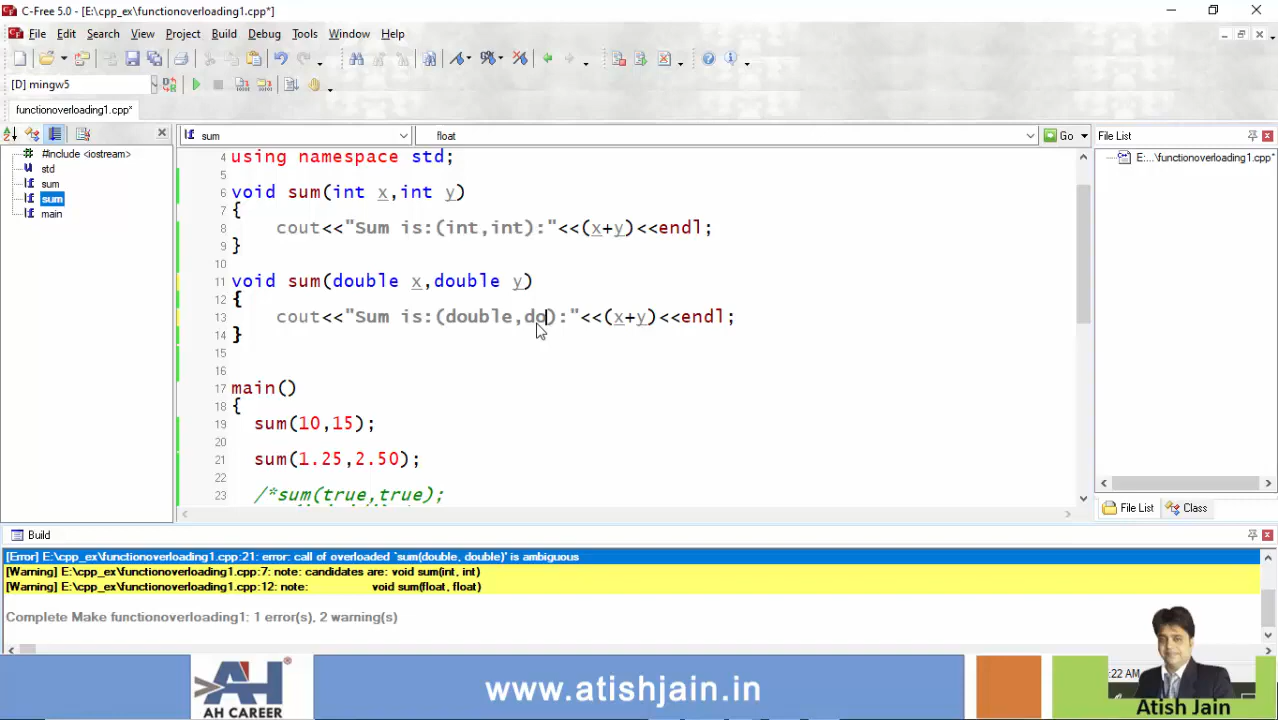 C-Free 5.0 - [E:\cpp_ex\functionoverloading1.cpp*]
File Edit Search View Project Build Debug Tools Window Help
[D] mingw5
functionoverloading1.cpp*
sum
float
Go
File List
#include <iostream>
std
sum
sum
main
E:...\functionoverloading1.cpp*
4 using namespace std;
5
6 void sum(int x,int y)
7 {
8 cout<<"Sum is:(int,int):"<<(x+y)<<endl;
9 }
10
11 void sum(double x,double y)
12 {
13 cout<<"Sum is:(double,do):"<<(x+y)<<endl;
14 }
15
16
17 main()
18 {
19 sum(10,15);
20
21 sum(1.25,2.50);
22
23 /*sum(true,true);
File List Class
Build
[Error] E:\cpp_ex\functionoverloading1.cpp:21: error: call of overloaded `sum(double, double)' is ambiguous
[Warning] E:\cpp_ex\functionoverloading1.cpp:7: note: candidates are: void sum(int, int)
[Warning] E:\cpp_ex\functionoverloading1.cpp:12: note: void sum(float, float)
Complete Make functionoverloading1: 1 error(s), 2 warning(s)
:22 AM
AH CAREER
www.atishjain.in
Atish Jain